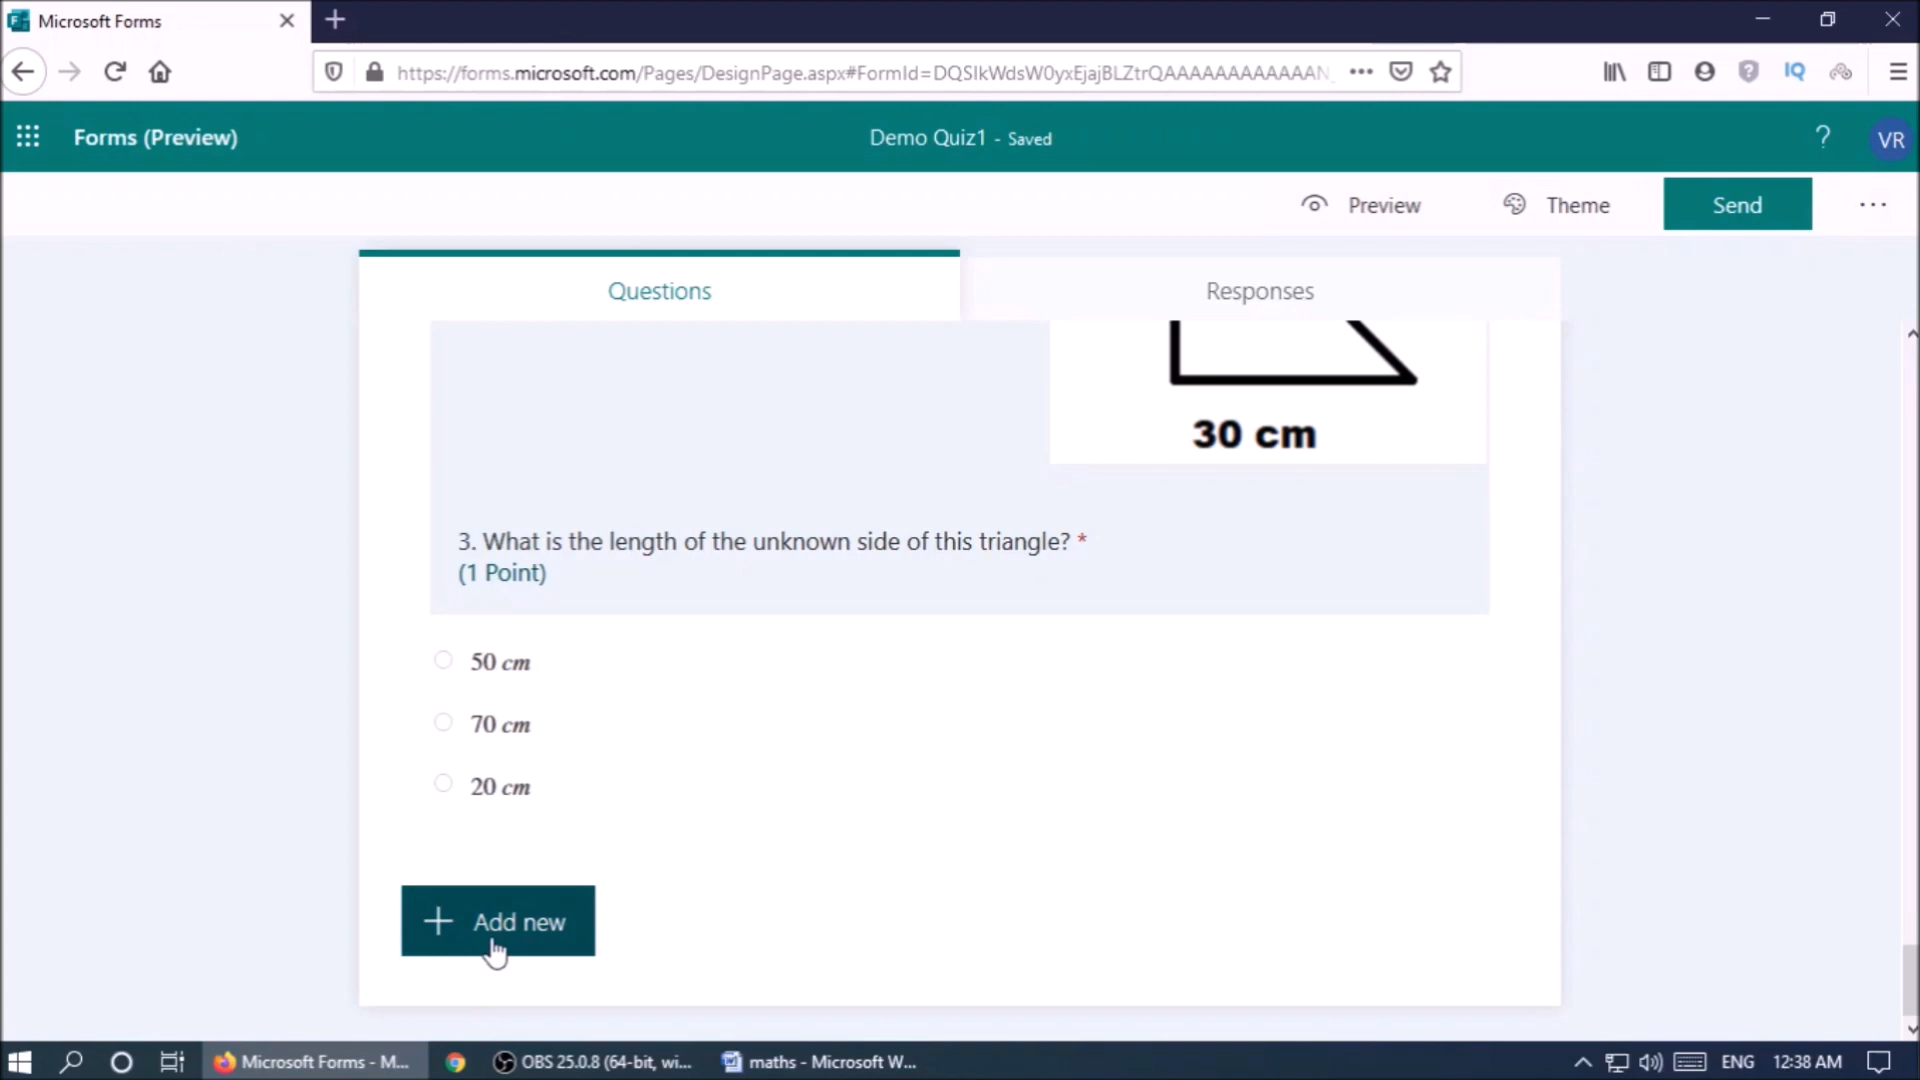 Microsoft Forms
https://forms.microsoft.com/Pages/DesignPage.aspx#FormId=DQSIkWdsW0yxEjajBLZtrQAAAAAAAAAAAAN_
IQ
Forms (Preview)
Demo Quiz1 - Saved
?
VR
Preview
Theme
Send
Questions
Responses
30 cm
3. What is the length of the unknown side of this triangle? *
(1 Point)
50 cm
70 cm
20 cm
Add new
Microsoft Forms - M...
OBS 25.0.8 (64-bit, wi...
maths - Microsoft W...
ENG
12:38 AM